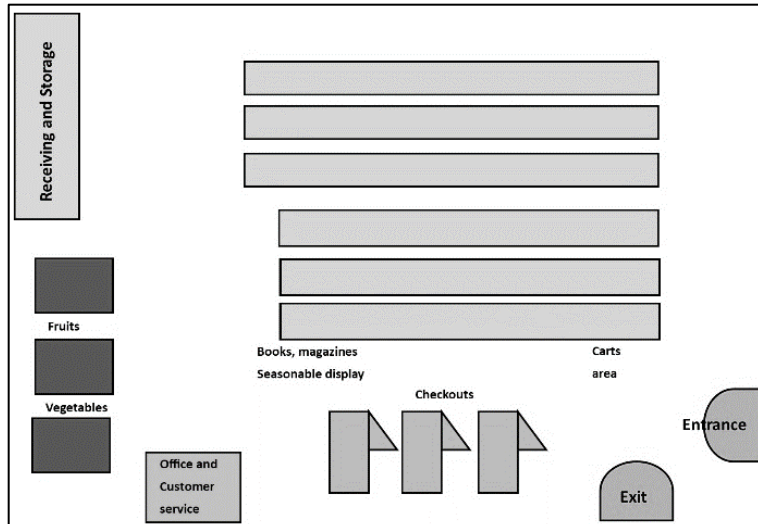 Receiving and Storage
Fruits
Vegetables
Books, magazines
Seasonable display
Carts
area
Checkouts
Entrance
Office and
Customer
service
Exit